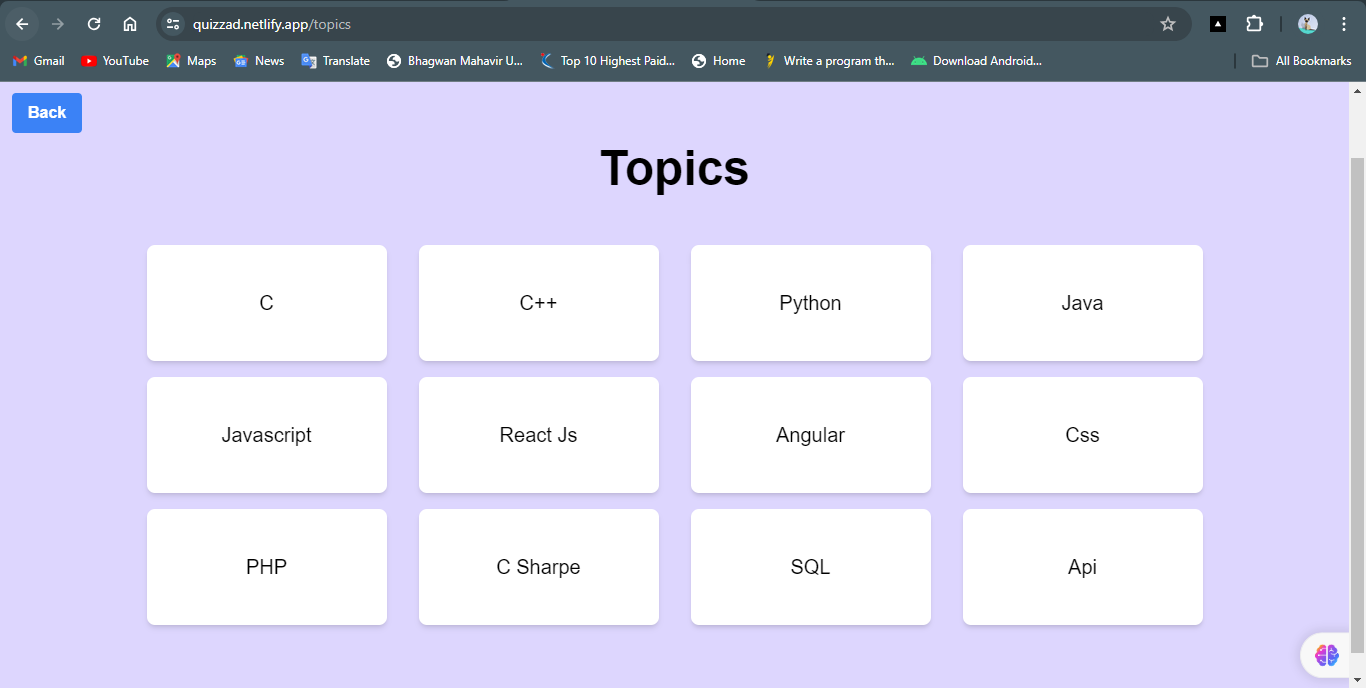 quizzad.netlify.app/topics
Gmail YouTube Maps News Translate Bhagwan Mahavir U... Top 10 Highest Paid... Home Write a program th... Download Android... All Bookmarks
Back
Topics
C C++ Python Java
Javascript React Js Angular Css
PHP C Sharpe SQL Api